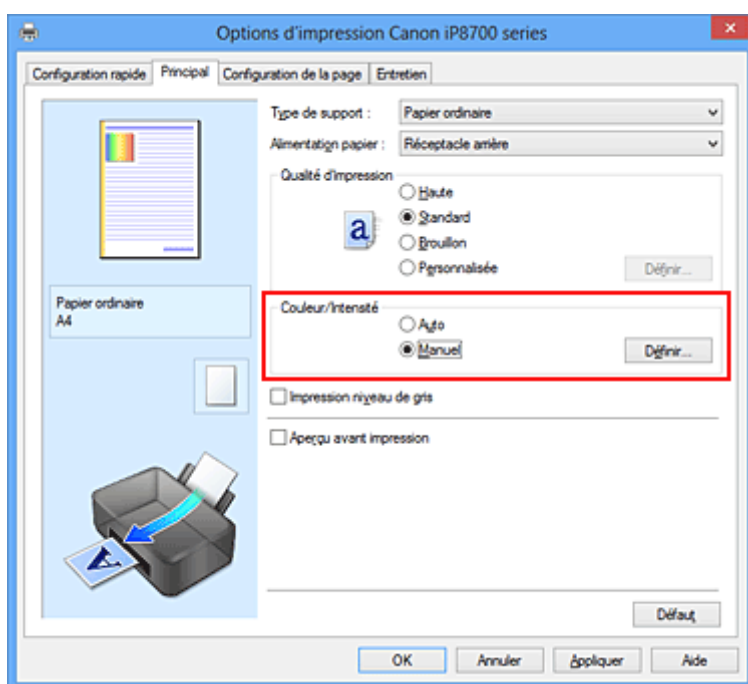 Options d'impression Canon iP8700 series
Configuration rapide Principal Configuration de la page Entretien
Type de support : Papier ordinaire
Alimentation papier : Réceptacle arrière
Qualité d'impression
Haute
Standard
Brouillon
Personnalisée Définir...
a
Papier ordinaire
A4
Couleur/Intensité
Auto
Manuel Définir...
Impression niveau de gris
Aperçu avant impression
A
Défaut
OK Annuler Appliquer Aide